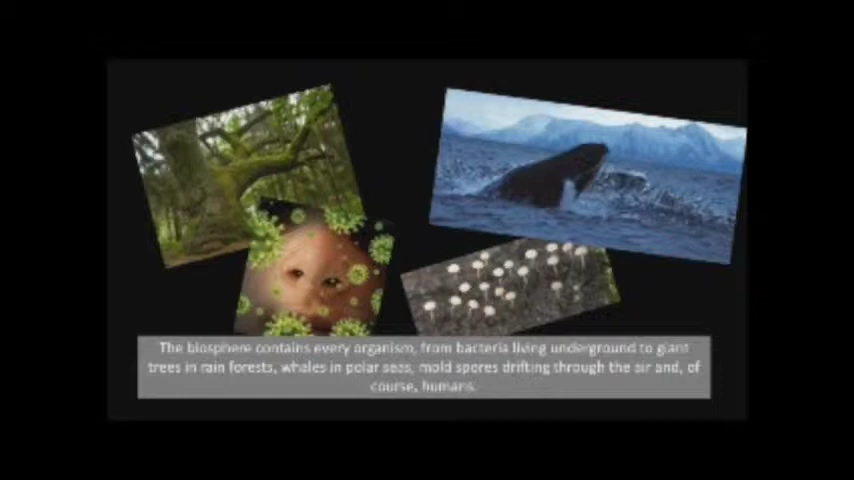 The biosphere contains every organism, from bacteria living underground to giant
trees in rain forests, whales in polar seas, mold spores drifting through the air and, of
course, humans.